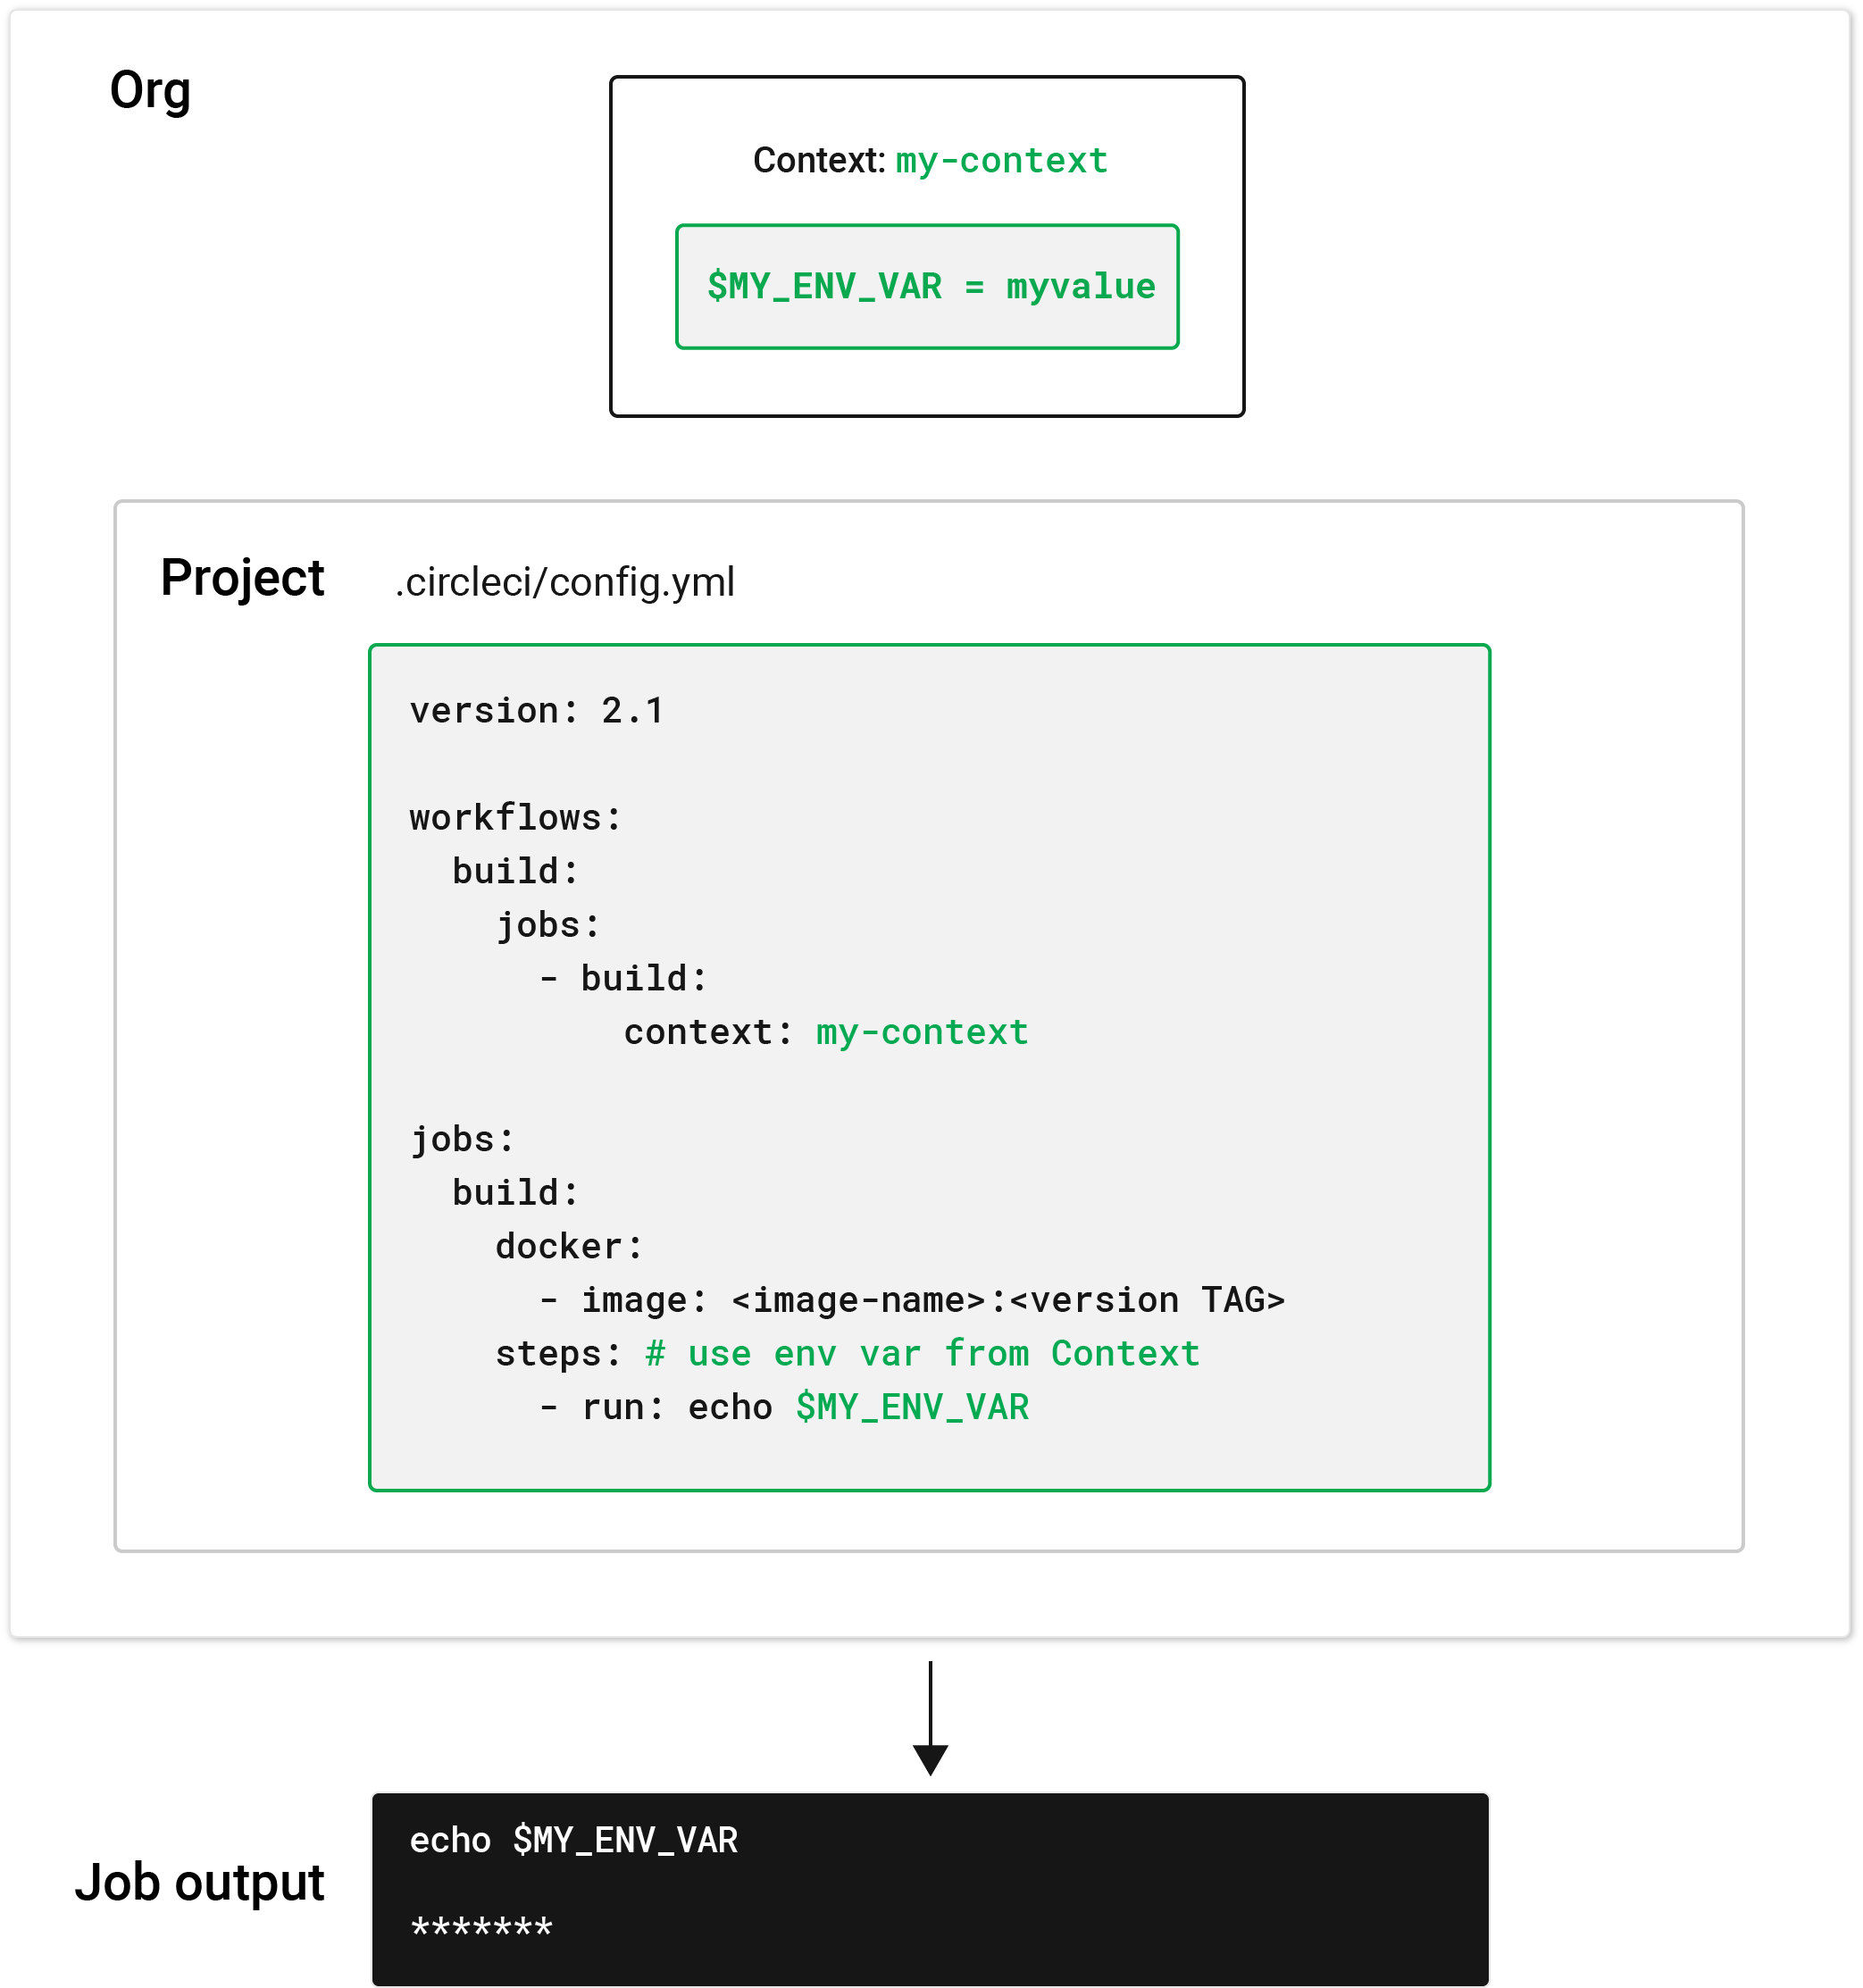 Org
Context: my-context
$MY_ENV_VAR = myvalue
Project .circleci/config.yml
version: 2.1
workflows:
  build:
    jobs:
      - build:
          context: my-context
jobs:
  build:
    docker:
      - image: <image-name>:<version TAG>
    steps: # use env var from Context
      - run: echo $MY_ENV_VAR
echo $MY_ENV_VAR
Job output
*******